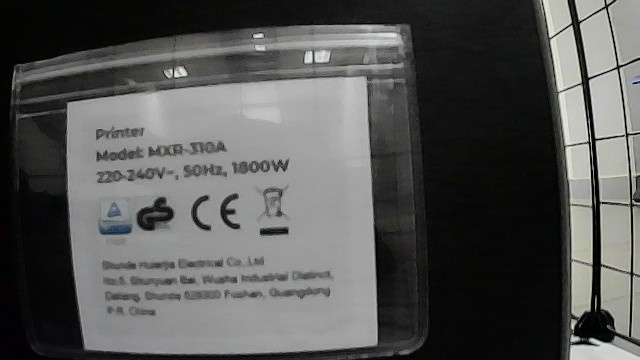 Printer
Model: MXR-310A
220-240V~, 50Hz, 1800W
CE
Shunde Huanjia Electrical Co.,Ltd
No.5, Shunyuan Bei, Wusha Industrial District,
Daliang, Shunde 528300 Foshan, Guangdong
P.R. China